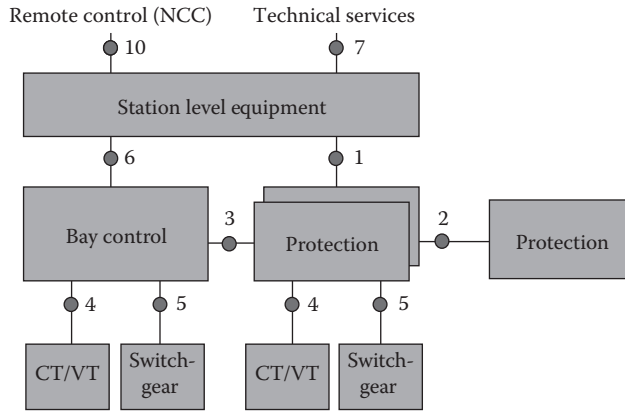 Remote control (NCC)
Technical services
10
7
Station level equipment
6
1
Bay control
3
Protection
2
Protection
4
5
4
5
CT/VT
Switch-
gear
CT/VT
Switch-
gear